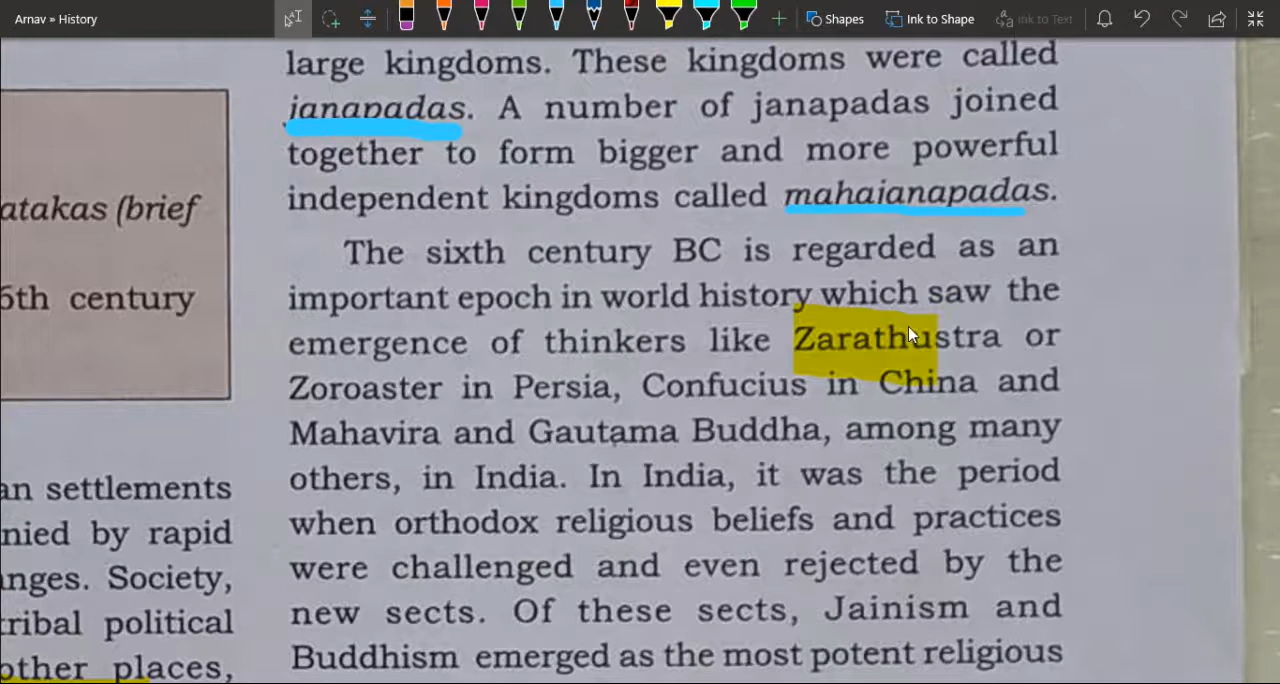 Arnav » History
Shapes
Ink to Shape
Ink to Text
large kingdoms. These kingdoms were called
janapadas. A number of janapadas joined
together to form bigger and more powerful
independent kingdoms called mahajanapadas.
The sixth century BC is regarded as an
important epoch in world history which saw the
emergence of thinkers like Zarathustra or
Zoroaster in Persia, Confucius in China and
Mahavira and Gautama Buddha, among many
others, in India. In India, it was the period
when orthodox religious beliefs and practices
were challenged and even rejected by the
new sects. Of these sects, Jainism and
Buddhism emerged as the most potent religious
atakas (brief
6th century
an settlements
nied by rapid
nges. Society,
tribal political
other places,